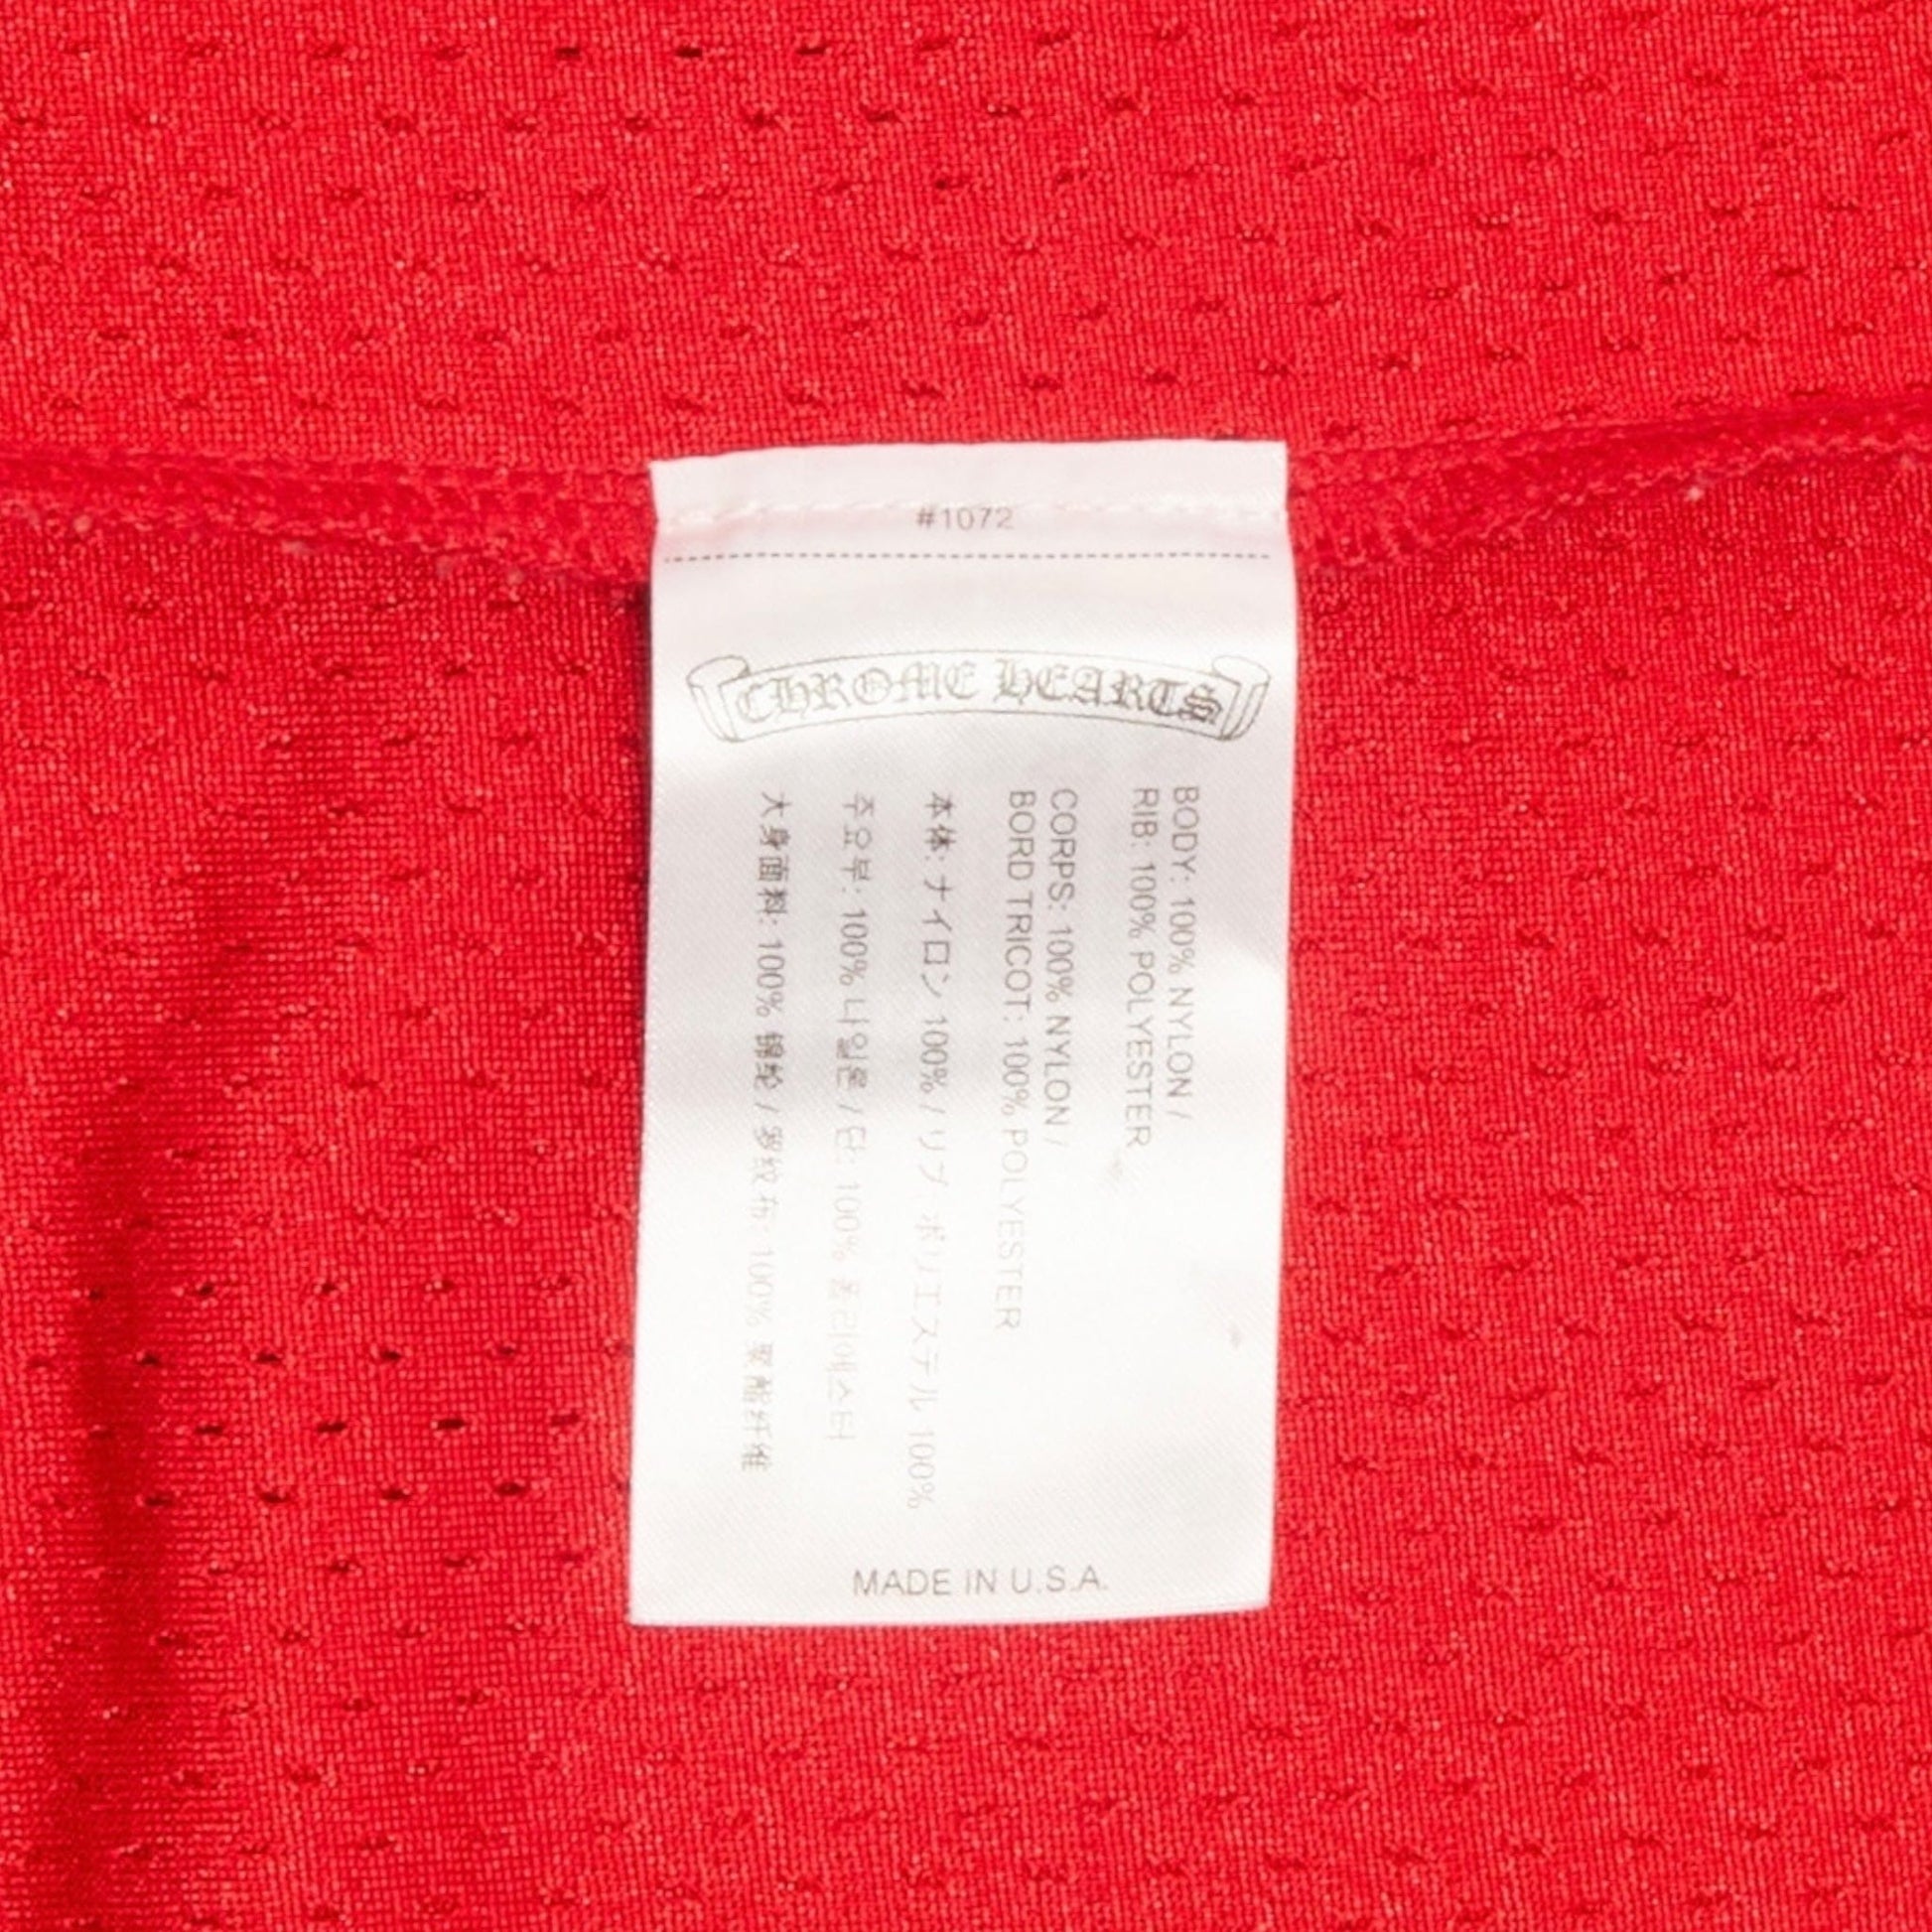 #1072
CHROME HEARTS
BODY: 100% NYLON /
RIB: 100% POLYESTER
CORPS: 100% NYLON /
BORD TRICOT: 100% POLYESTER
本体: ナイロン 100% / リブ ポリエステル 100%
주요부: 100% 나일론 / 단: 100% 폴리에스터
大身面料: 100% 锦纶 / 罗纹布: 100% 聚酯纤维
MADE IN U.S.A.